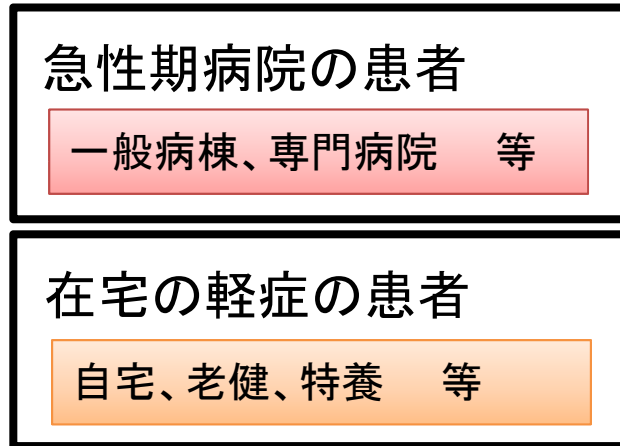 急性期病院の患者
一般病棟、専門病院　等
在宅の軽症の患者
自宅、老健、特養　等